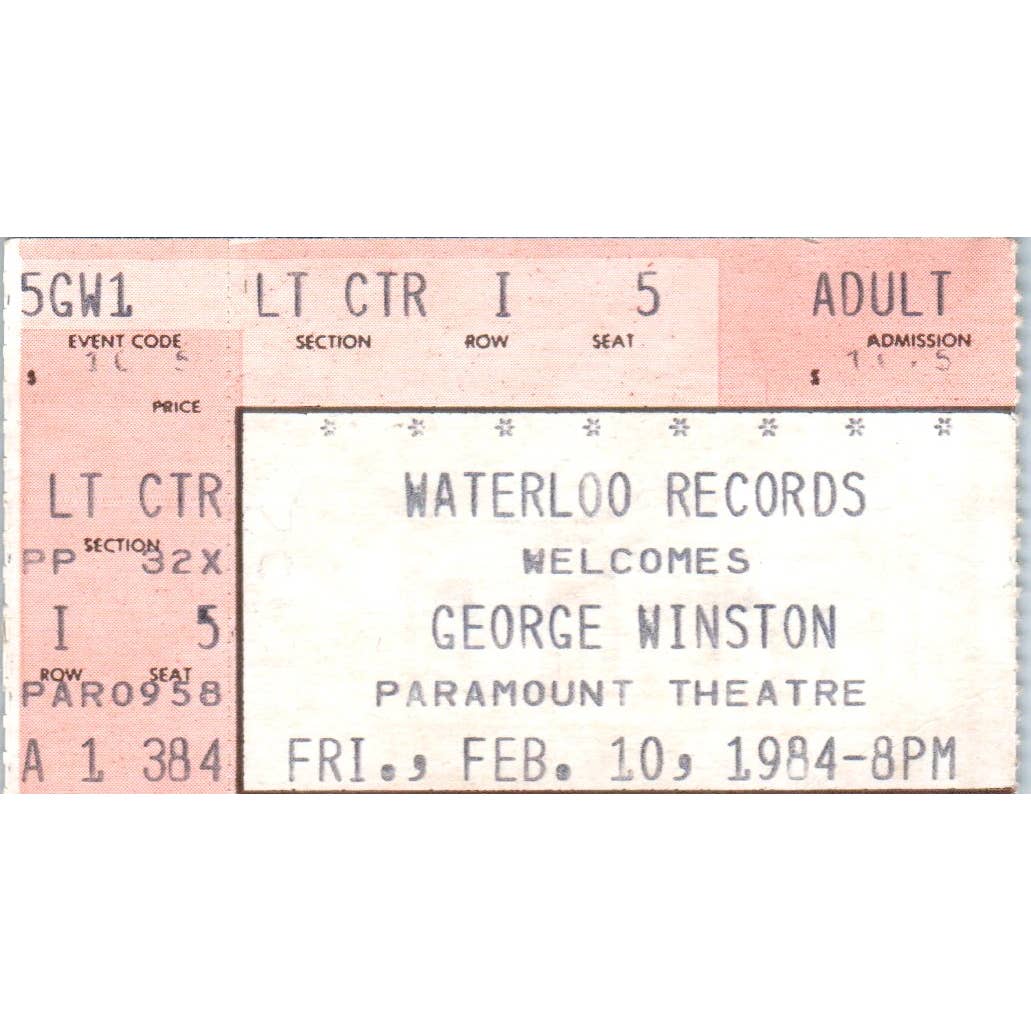 5GW1 LT CTR I 5 ADULT
EVENT CODE SECTION ROW SEAT ADMISSION
$ $
PRICE
* * * * * * * *
LT CTR
SECTION
PP 32X
I 5
ROW SEAT
PAR0958
A 1 384
WATERLOO RECORDS
WELCOMES
GEORGE WINSTON
PARAMOUNT THEATRE
FRI., FEB. 10, 1984-8PM